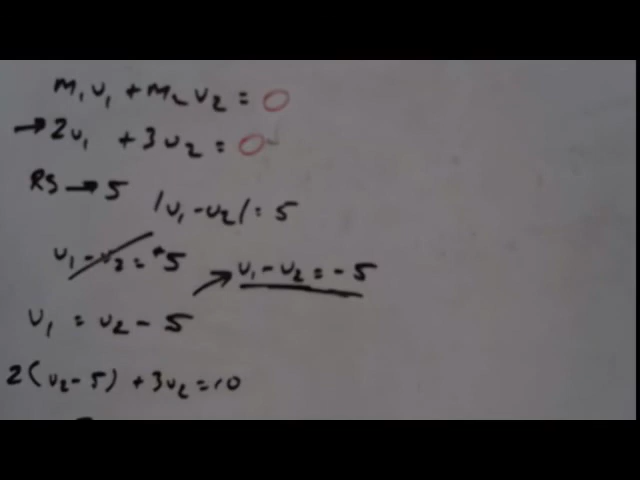 m₁v₁ + m₂v₂ = 0
→ 2v₁ + 3v₂ = 0
RS → 5
|v₁ - v₂| = 5
v₁ - v₂ = +5
→ v₁ - v₂ = -5
v₁ = v₂ - 5
2(v₂ - 5) + 3v₂ = 10